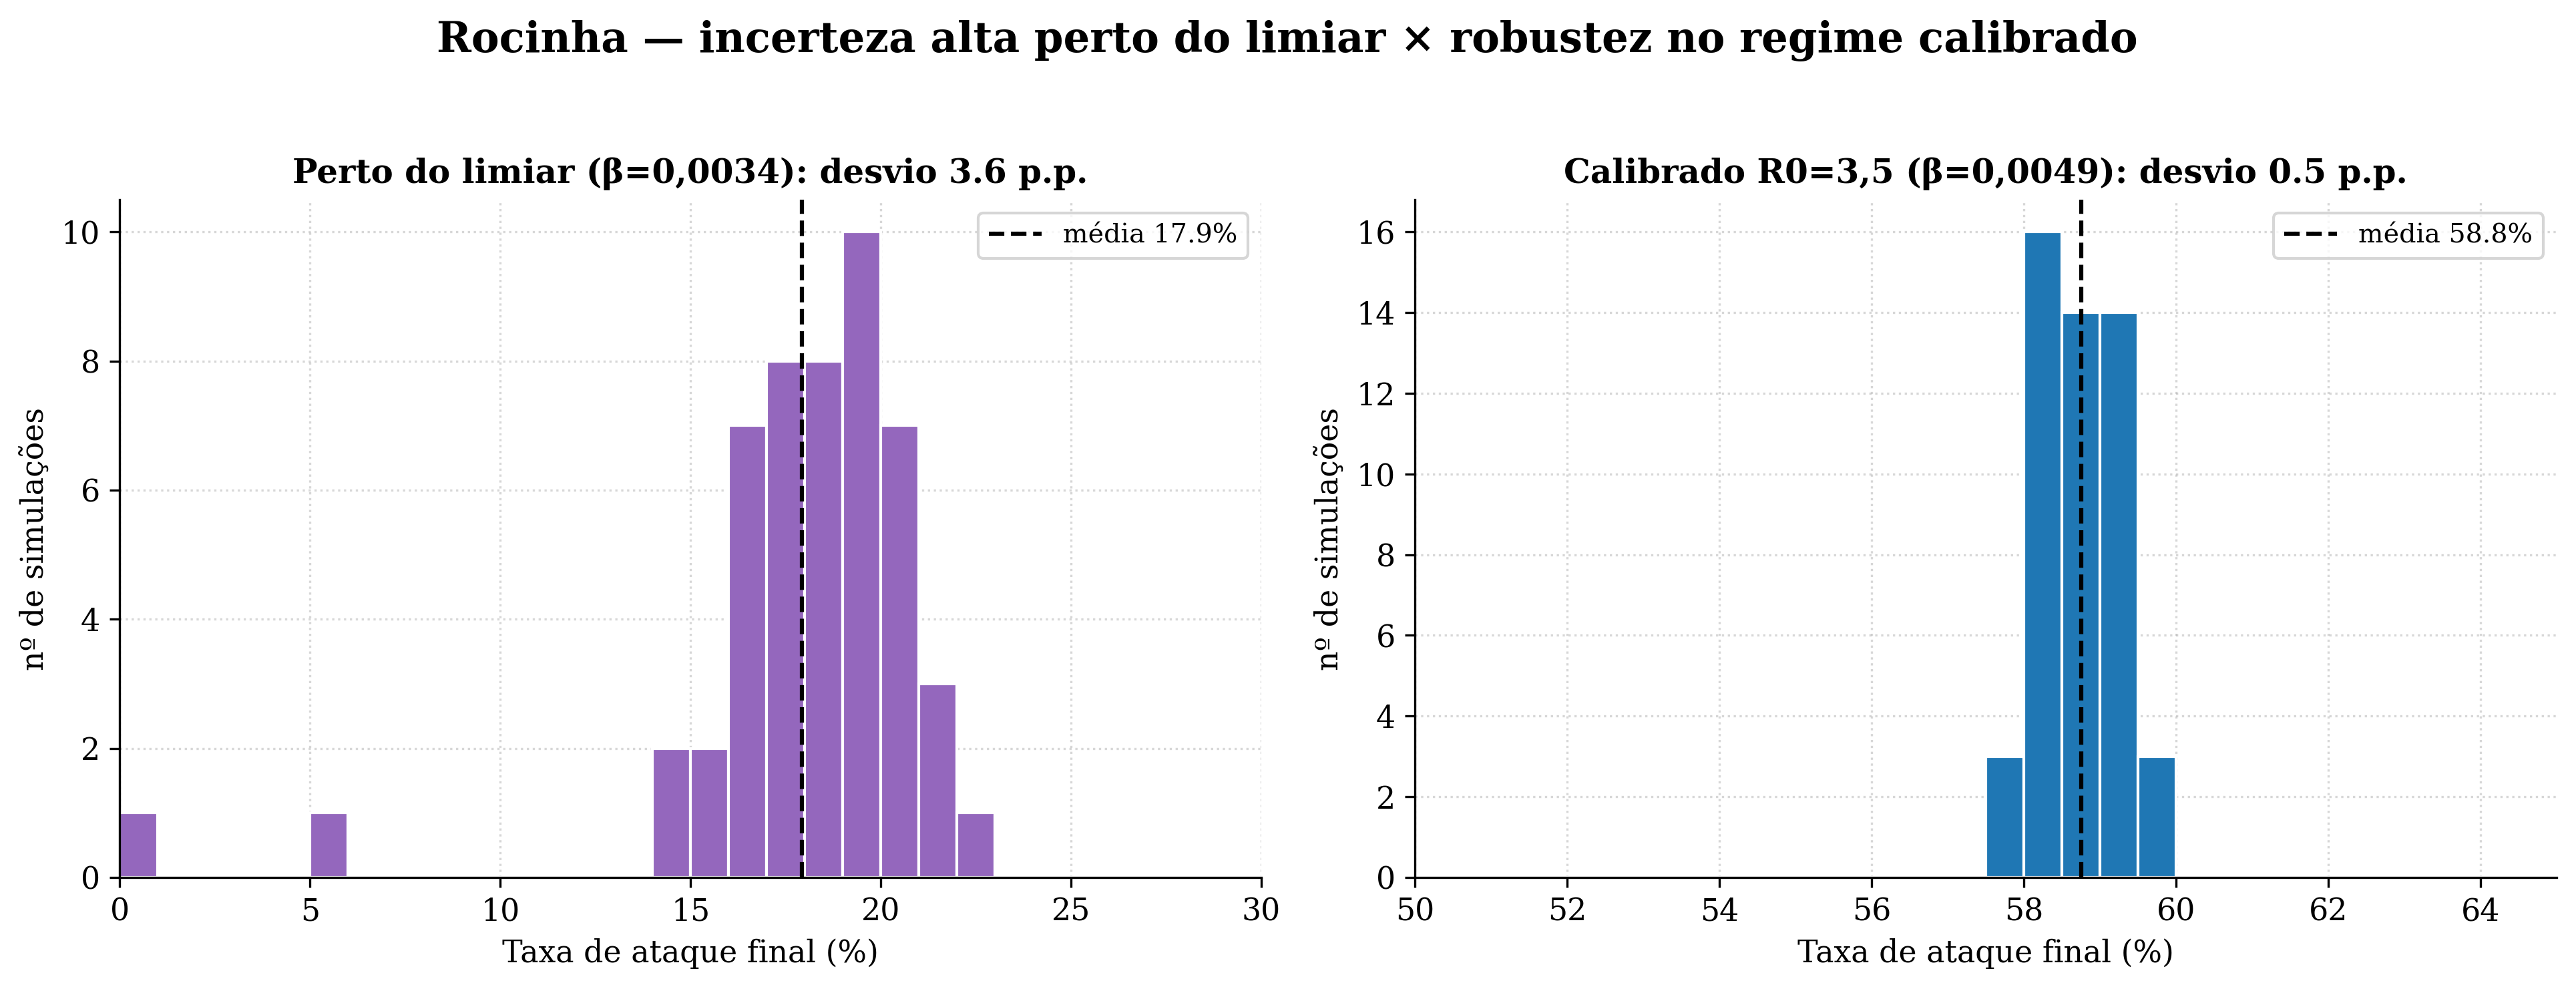 Rocinha — incerteza alta perto do limiar × robustez no regime calibrado
Perto do limiar (β=0,0034): desvio 3.6 p.p.
média 17.9%
nº de simulações
10
8
6
4
2
0
0 5 10 15 20 25 30
Taxa de ataque final (%)
Calibrado R0=3,5 (β=0,0049): desvio 0.5 p.p.
média 58.8%
nº de simulações
16
14
12
10
8
6
4
2
0
50 52 54 56 58 60 62 64
Taxa de ataque final (%)